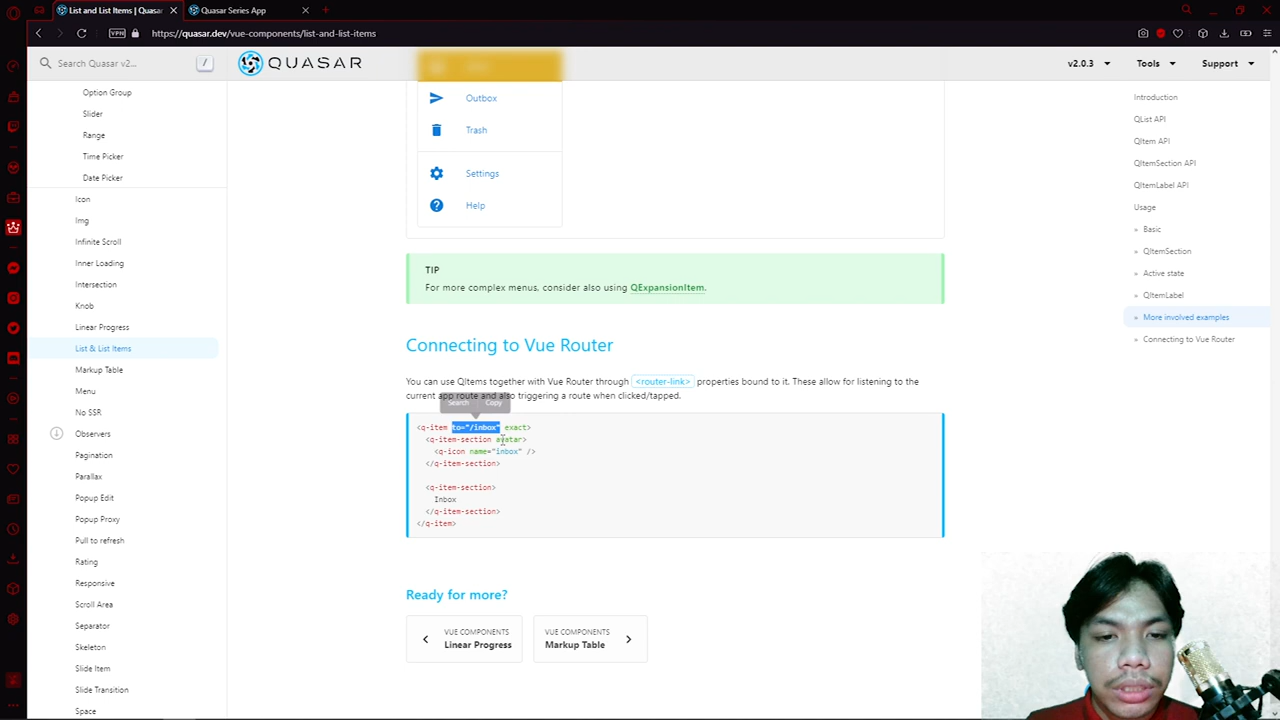 List and List Items | Quasar
Quasar Series App
VPN
https://quasar.dev/vue-components/list-and-list-items
Search Quasar v2...
/
QUASAR
v2.0.3
Tools
Support
Option Group
Slider
Range
Time Picker
Date Picker
Icon
Img
Infinite Scroll
Inner Loading
Intersection
Knob
Linear Progress
List & List Items
Markup Table
Menu
No SSR
Observers
Pagination
Parallax
Popup Edit
Popup Proxy
Pull to refresh
Rating
Responsive
Scroll Area
Separator
Skeleton
Slide Item
Slide Transition
Space
Outbox
Trash
Settings
Help
TIP
For more complex menus, consider also using QExpansionItem.
Connecting to Vue Router
You can use QItems together with Vue Router through <router-link> properties bound to it. These allow for listening to the
current app route and also triggering a route when clicked/tapped.
Search Copy
<q-item to="/inbox" exact>
<q-item-section avatar>
<q-icon name="inbox" />
</q-item-section>
<q-item-section>
Inbox
</q-item-section>
</q-item>
Ready for more?
VUE COMPONENTS
Linear Progress
VUE COMPONENTS
Markup Table
Introduction
QList API
QItem API
QItemSection API
QItemLabel API
Usage
» Basic
» QItemSection
» Active state
» QItemLabel
» More involved examples
» Connecting to Vue Router